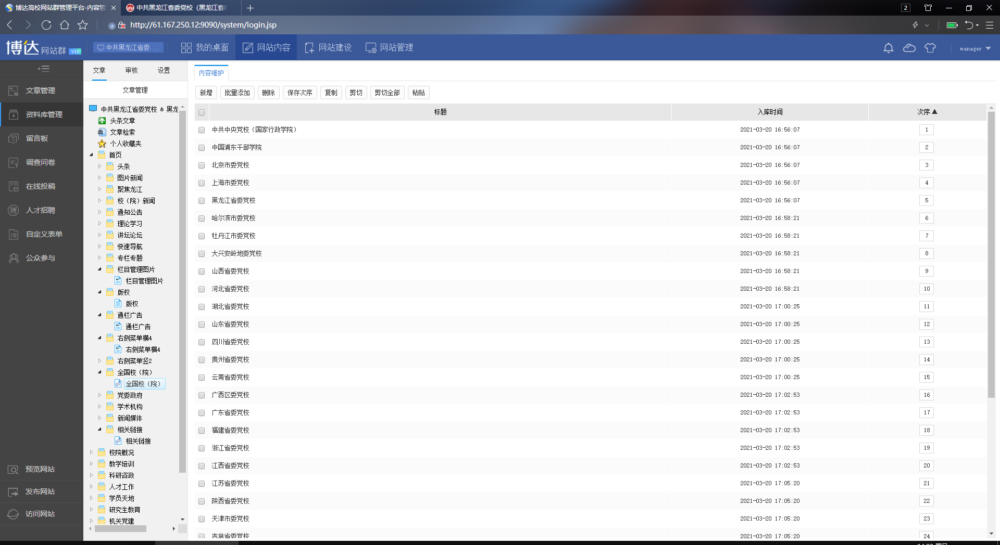 博达高校网站群管理平台-内容管
中共黑龙江省委党校（黑龙江省行
2
http://61.167.250.12:9090/system/login.jsp
博达 网站群 V10
中共黑龙江省委...
我的桌面
网站内容
网站建设
网站管理
manager
文章管理
资料库管理
留言板
调查问卷
在线投稿
人才招聘
自定义表单
公众参与
预览网站
发布网站
访问网站
文章 审核 设置
文章管理
中共黑龙江省委党校 & 黑龙
头条文章
文章检索
个人收藏夹
首页
头条
图片新闻
聚焦龙江
校（院）新闻
通知公告
理论学习
讲坛论坛
快速导航
专栏专题
栏目管理图片
栏目管理图片
版权
版权
通栏广告
通栏广告
右侧菜单横4
右侧菜单横4
右侧菜单竖2
全国校（院）
全国校（院）
党委政府
学术机构
新闻媒体
相关链接
相关链接
校院概况
教学培训
科研咨政
人才工作
学员天地
研究生教育
机关党建
内容维护
新增 批量添加 删除 保存次序 复制 剪切 剪切全部 粘贴
标题 入库时间 次序▲
中共中央党校（国家行政学院） 2021-03-20 16:56:07 1
中国浦东干部学院 2021-03-20 16:56:07 2
北京市委党校 2021-03-20 16:56:07 3
上海市委党校 2021-03-20 16:56:07 4
黑龙江省委党校 2021-03-20 16:56:07 5
哈尔滨市委党校 2021-03-20 16:58:21 6
牡丹江市委党校 2021-03-20 16:58:21 7
大兴安岭地委党校 2021-03-20 16:58:21 8
山西省委党校 2021-03-20 16:58:21 9
河北省委党校 2021-03-20 16:58:21 10
湖北省委党校 2021-03-20 17:00:25 11
山东省委党校 2021-03-20 17:00:25 12
四川省委党校 2021-03-20 17:00:25 13
贵州省委党校 2021-03-20 17:00:25 14
云南省委党校 2021-03-20 17:00:25 15
广西区委党校 2021-03-20 17:02:53 16
广东省委党校 2021-03-20 17:02:53 17
福建省委党校 2021-03-20 17:02:53 18
浙江省委党校 2021-03-20 17:02:53 19
江西省委党校 2021-03-20 17:02:53 20
江苏省委党校 2021-03-20 17:05:20 21
陕西省委党校 2021-03-20 17:05:20 22
天津市委党校 2021-03-20 17:05:20 23
吉林省委党校 2021-03-20 17:05:20 24